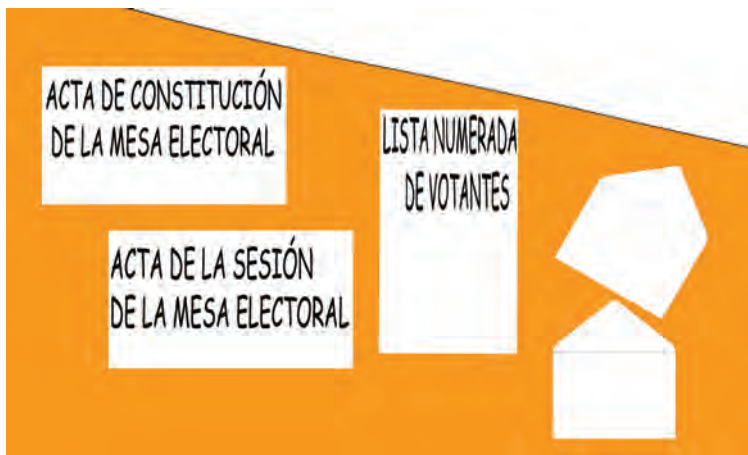 ACTA DE CONSTITUCIÓN
DE LA MESA ELECTORAL
LISTA NUMERADA
DE VOTANTES
ACTA DE LA SESIÓN
DE LA MESA ELECTORAL